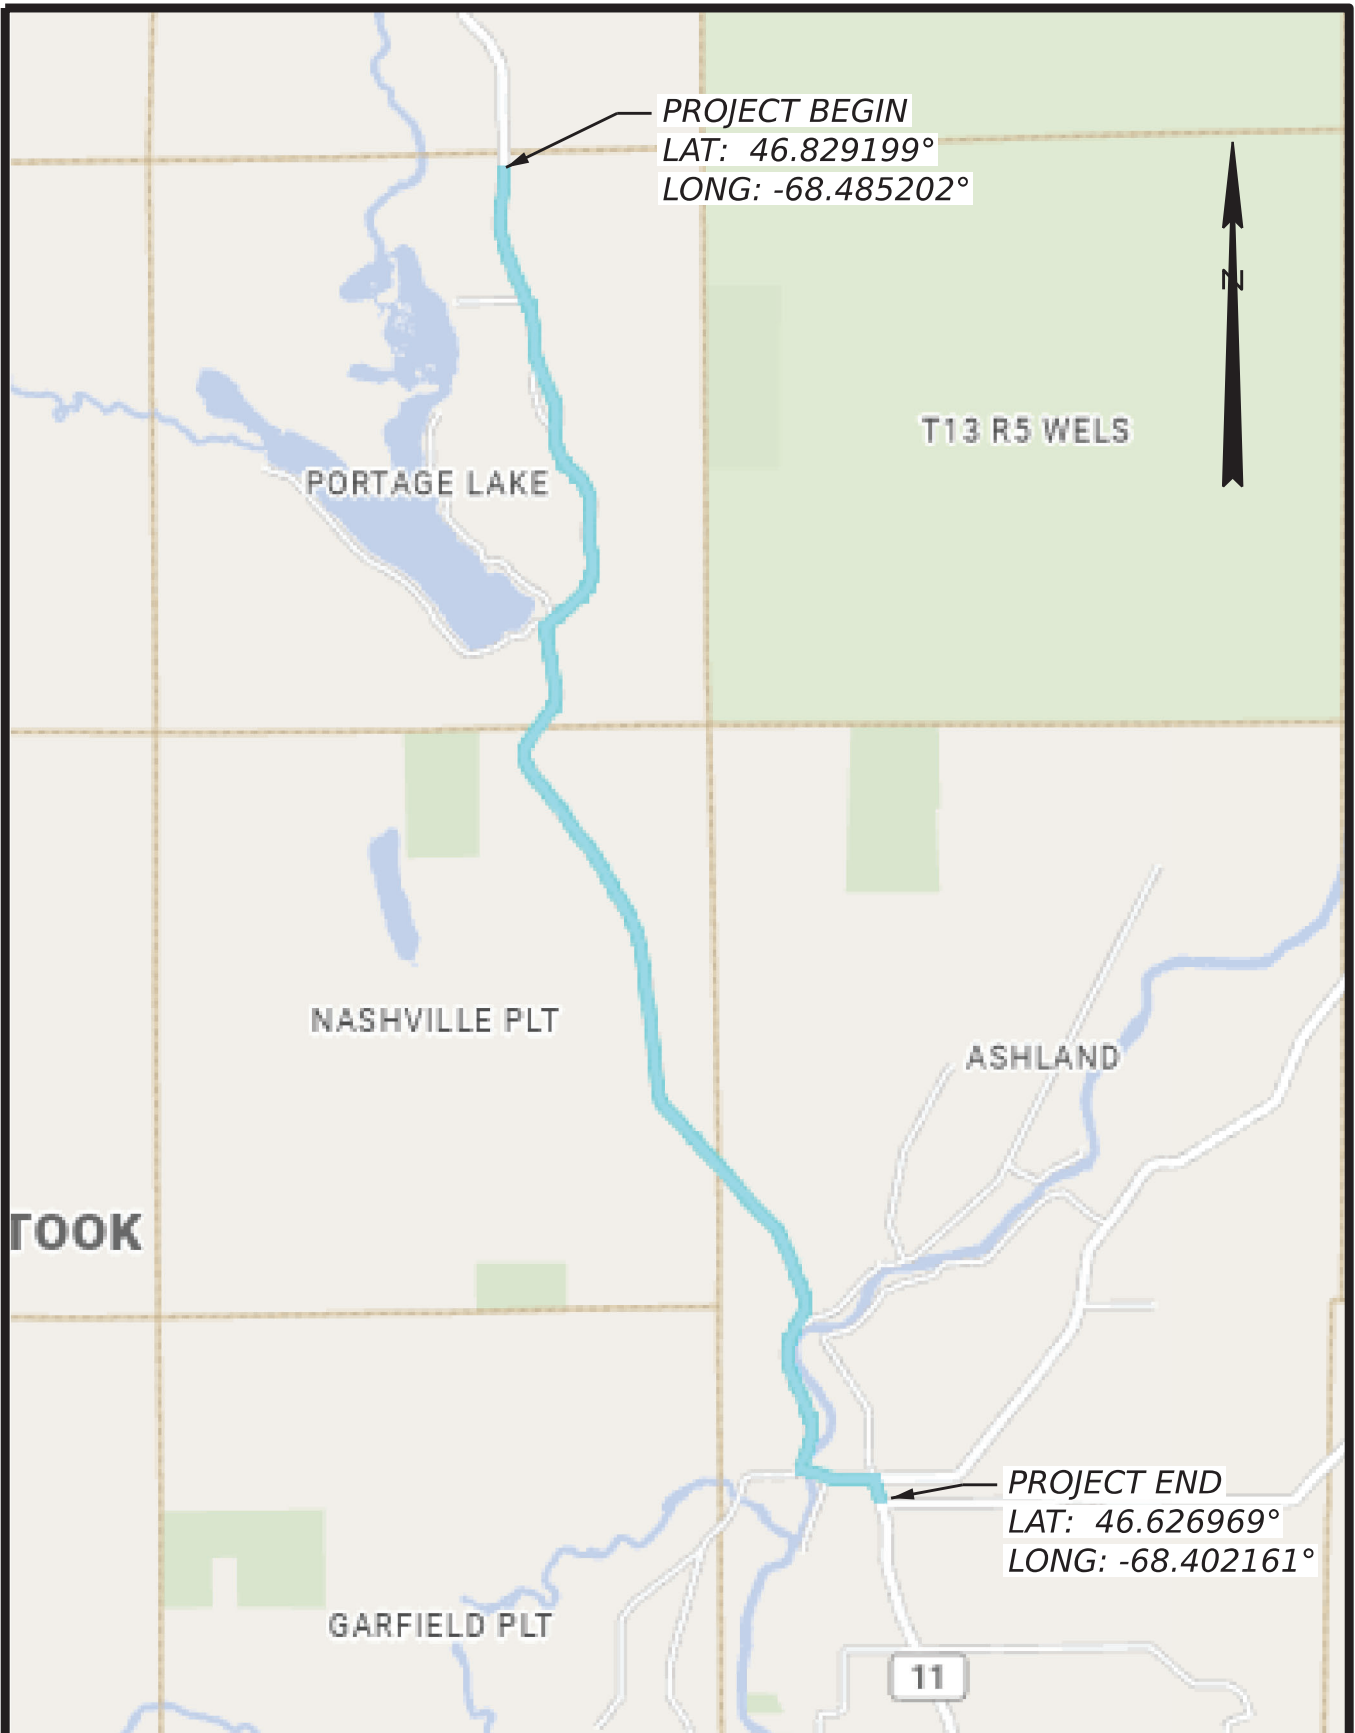 PROJECT BEGIN
LAT: 46.829199°
LONG: -68.485202°
N
T13 R5 WELS
PORTAGE LAKE
NASHVILLE PLT
ASHLAND
TOOK
PROJECT END
LAT: 46.626969°
LONG: -68.402161°
GARFIELD PLT
11